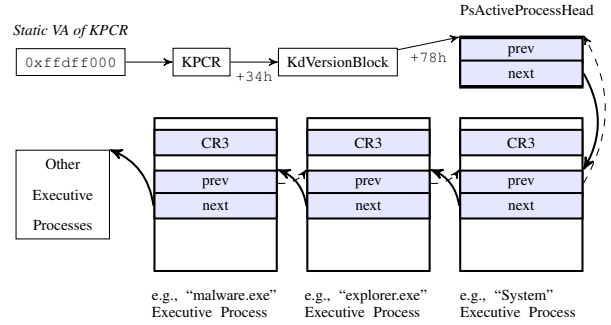 PsActiveProcessHead
Static VA of KPCR
0xffdff000
KPCR
+34h
KdVersionBlock
+78h
prev
next
Other
Executive
Processes
CR3
prev
next
CR3
prev
next
CR3
prev
next
e.g., “malware.exe”
Executive Process
e.g., “explorer.exe”
Executive Process
e.g., “System”
Executive Process